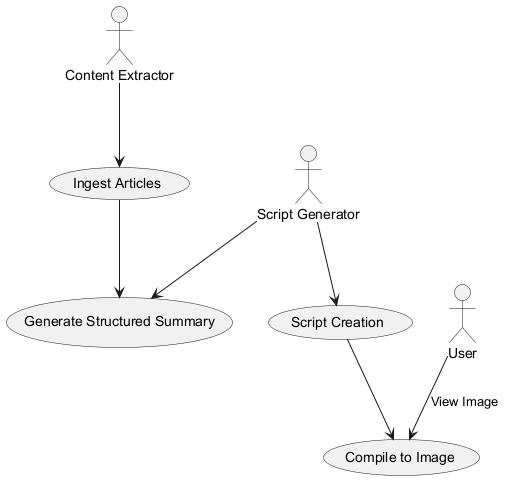 Content Extractor
Ingest Articles
Script Generator
Generate Structured Summary
Script Creation
User
View Image
Compile to Image